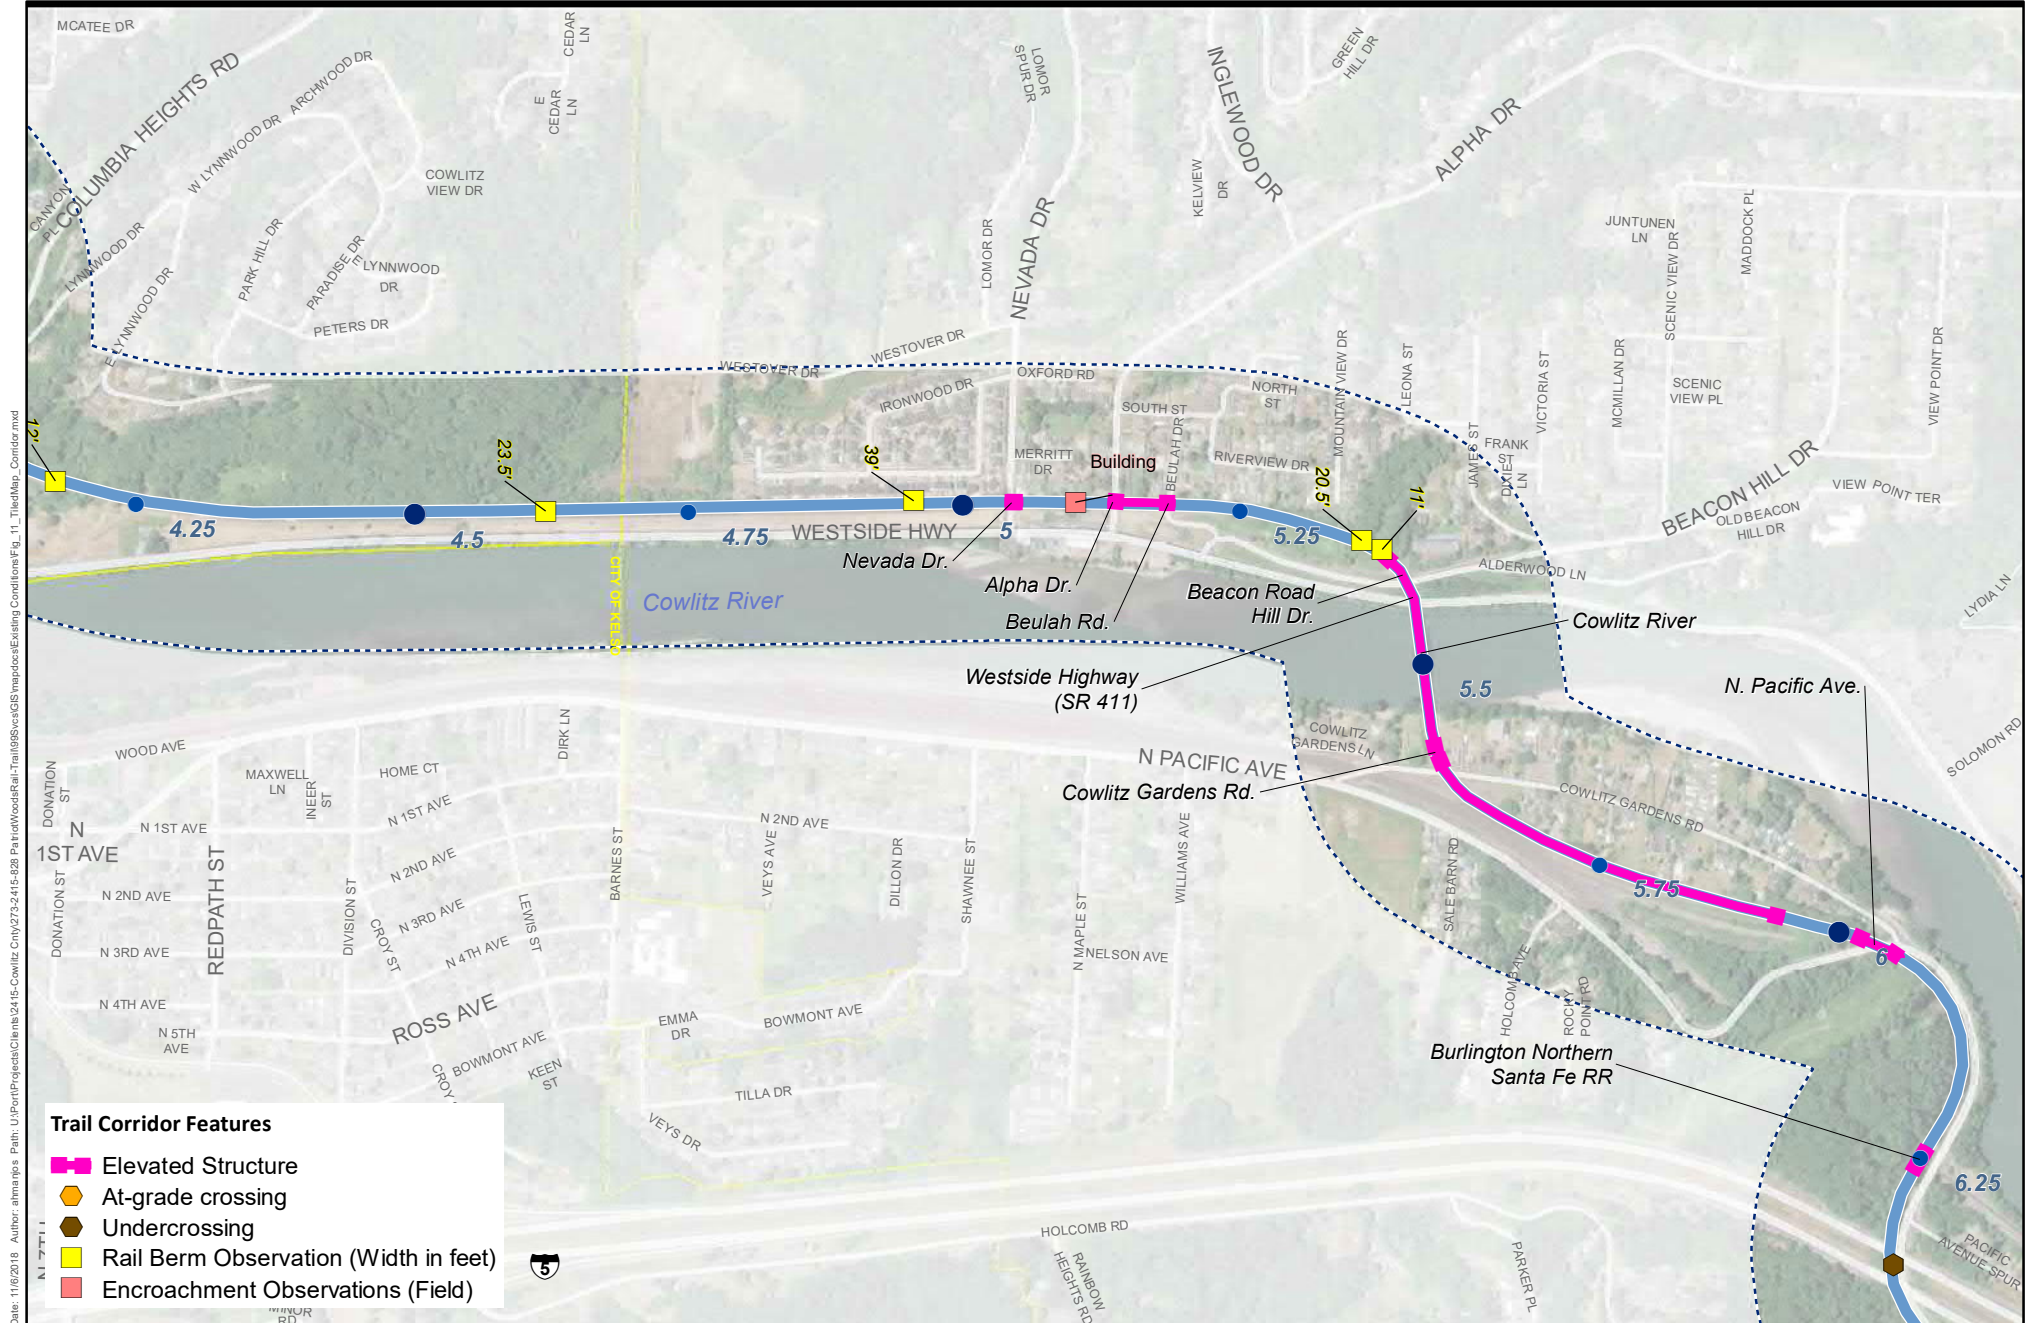 MCATEE DR
COLUMBIA HEIGHTS RD
CANYON
PL
W LYNNWOOD DR
ARCHWOOD DR
LYNNWOOD DR
E LYNNWOOD DR
PARK HILL DR
PARADISE DR
E
LYNNWOOD
DR
PETERS DR
COWLITZ
VIEW DR
CEDAR
LN
E
CEDAR
LN
LOMOR
SPUR DR
LOMOR DR
NEVADA DR
INGLEWOOD DR
KELVIEW
DR
GREEN
HILL DR
ALPHA DR
JUNTUNEN
LN
SCENIC VIEW DR
MADDOCK PL
SCENIC
VIEW PL
VIEW POINT DR
MCMILLAN DR
VICTORIA ST
LEONA ST
MOUNTAIN VIEW DR
JAMES ST
FRANK
ST
DIXIE
LN
WESTOVER DR
WESTOVER DR
IRONWOOD DR
OXFORD RD
NORTH
ST
SOUTH ST
BEULAH DR
RIVERVIEW DR
MERRITT
DR
Building
BEACON HILL DR
OLD BEACON
HILL DR
VIEW POINT TER
ALDERWOOD LN
LYDIA LN
SOLOMON RD
12'
23.5'
39'
20.5'
11'
4.25
4.5
4.75
WESTSIDE HWY
5
5.25
Nevada Dr.
Alpha Dr.
Beulah Rd.
Beacon Road
Hill Dr.
Westside Highway
(SR 411)
Cowlitz River
Cowlitz River
CITY OF KELSO
5.5
N. Pacific Ave.
COWLITZ
GARDENS LN
N PACIFIC AVE
Cowlitz Gardens Rd.
COWLITZ GARDENS RD
5.75
6
SALE BARN RD
HOLCOMB AVE
ROCKY
POINT RD
Burlington Northern
Santa Fe RR
6.25
PACIFIC
AVENUE SPUR
WOOD AVE
DONATION
ST
MAXWELL
LN
INEER
ST
HOME CT
DIRK LN
N
1ST AVE
N 1ST AVE
N 1ST AVE
N 2ND AVE
N 2ND AVE
N 2ND AVE
DONATION ST
REDPATH ST
DIVISION ST
N 3RD AVE
N 3RD AVE
CROY ST
LEWIS ST
BARNES ST
VEYS AVE
DILLON DR
SHAWNEE ST
N MAPLE ST
WILLIAMS AVE
NELSON AVE
N 4TH AVE
N 4TH AVE
N 5TH
AVE
ROSS AVE
BOWMONT AVE
KEEN
ST
CROY
EMMA
DR
BOWMONT AVE
TILLA DR
VEYS DR
HOLCOMB RD
RAINBOW
HEIGHTS RD
PARKER PL
5
MINOR
RD
N 7TH
Trail Corridor Features
Elevated Structure
At-grade crossing
Undercrossing
Rail Berm Observation (Width in feet)
Encroachment Observations (Field)